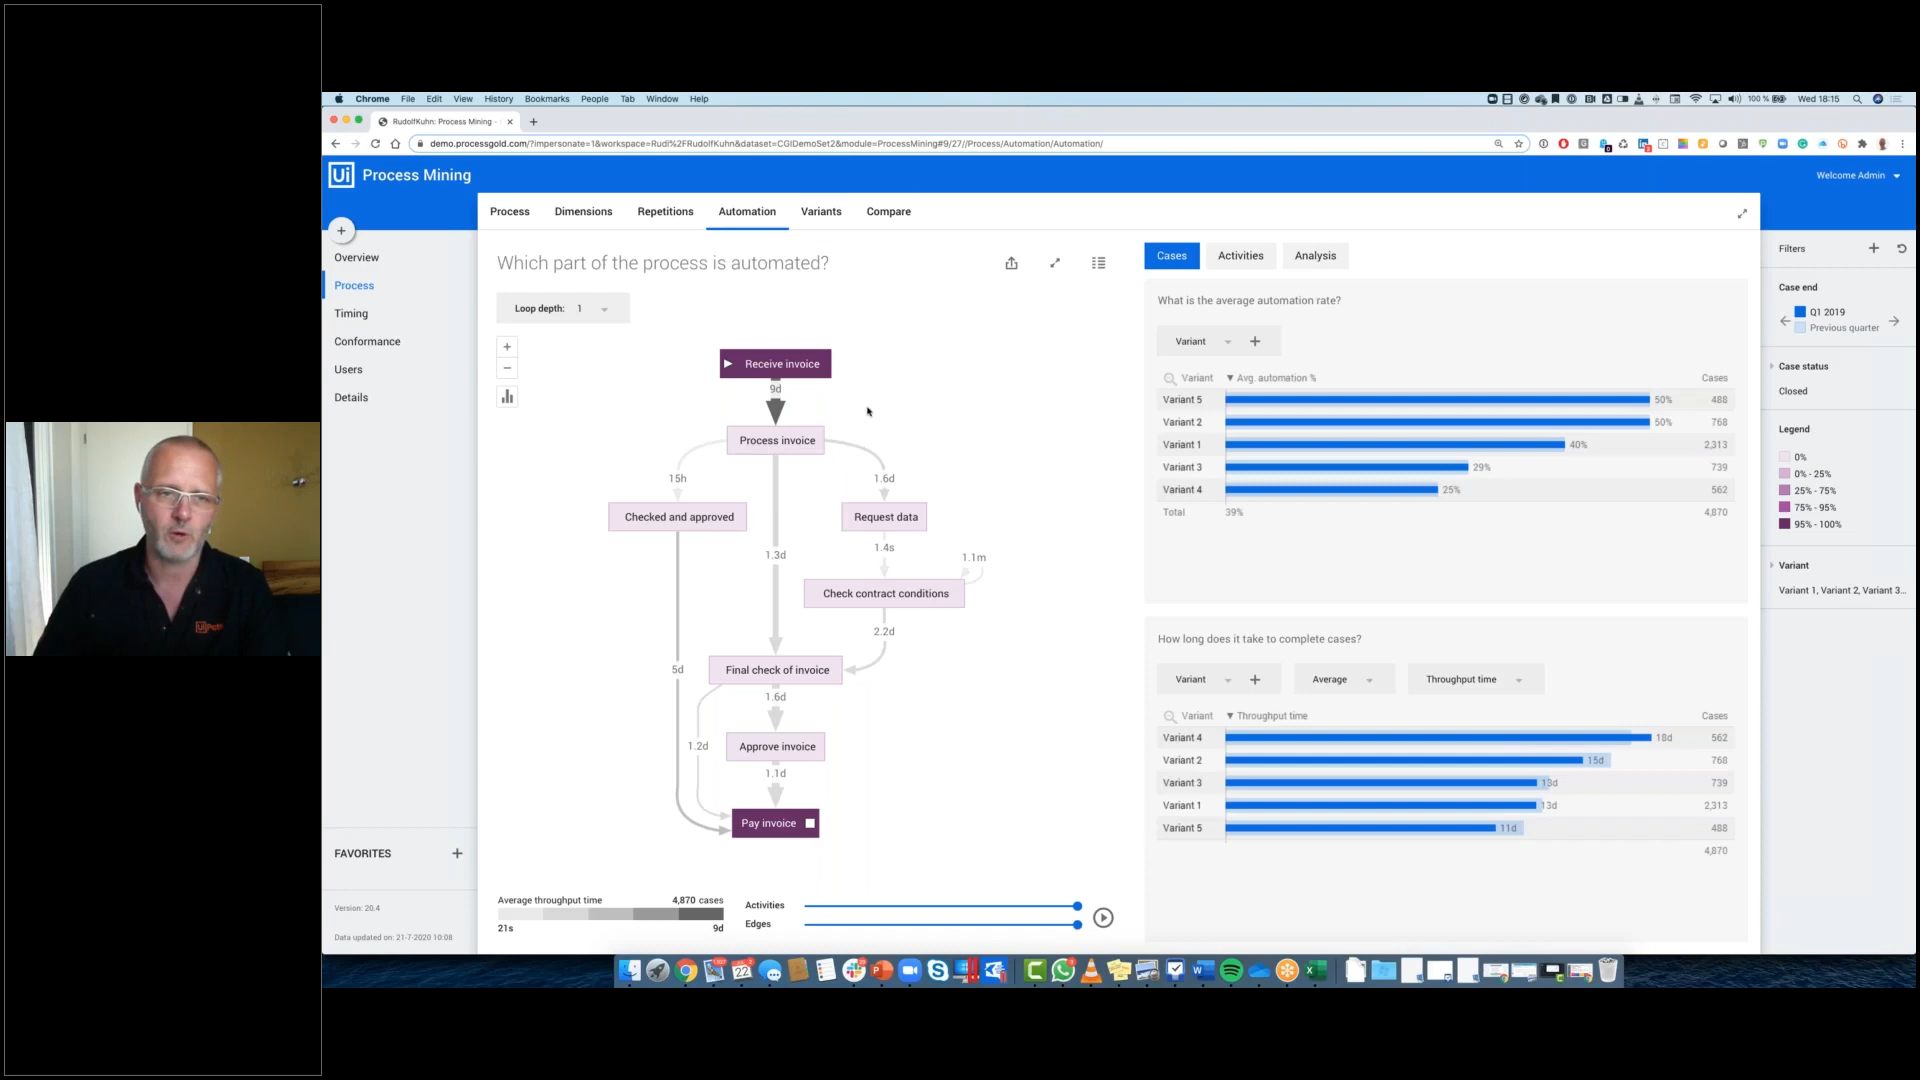 Chrome File Edit View History Bookmarks People Tab Window Help
100 % Wed 18:15
RudolfKuhn: Process Mining -
demo.processgold.com/?impersonate=1&workspace=Rudi%2FRudolfKuhn&dataset=CGIDemoSet2&module=ProcessMining#9/27//Process/Automation/Automation/
Ui Process Mining
Welcome Admin
Process Dimensions Repetitions Automation Variants Compare
Overview
Process
Timing
Conformance
Users
Details
FAVORITES
Version: 20.4
Data updated on: 21-7-2020 10:08
Which part of the process is automated?
Loop depth: 1
Receive invoice
9d
Process invoice
15h
1.6d
Checked and approved
Request data
1.3d
1.4s
1.1m
Check contract conditions
2.2d
5d
Final check of invoice
1.6d
1.2d
Approve invoice
1.1d
Pay invoice
Average throughput time 4,870 cases
21s 9d
Activities
Edges
Cases Activities Analysis
What is the average automation rate?
Variant
Variant Avg. automation % Cases
Variant 5 50% 488
Variant 2 50% 768
Variant 1 40% 2,313
Variant 3 29% 739
Variant 4 25% 562
Total 39% 4,870
How long does it take to complete cases?
Variant Average Throughput time
Variant Throughput time Cases
Variant 4 18d 562
Variant 2 15d 768
Variant 3 13d 739
Variant 1 13d 2,313
Variant 5 11d 488
4,870
Filters
Case end
Q1 2019
Previous quarter
Case status
Closed
Legend
0%
0% - 25%
25% - 75%
75% - 95%
95% - 100%
Variant
Variant 1, Variant 2, Variant 3...